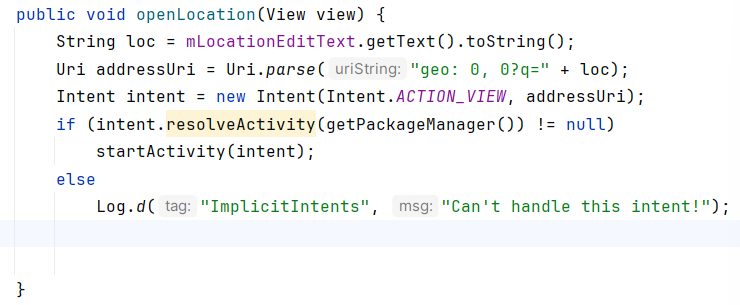 public void openLocation(View view) {
String loc = mLocationEditText.getText().toString();
Uri addressUri = Uri.parse( uriString: "geo: 0, 0?q=" + loc);
Intent intent = new Intent(Intent.ACTION_VIEW, addressUri);
if (intent.resolveActivity(getPackageManager()) != null)
startActivity(intent);
else
Log.d( tag: "ImplicitIntents", msg: "Can't handle this intent!");
}